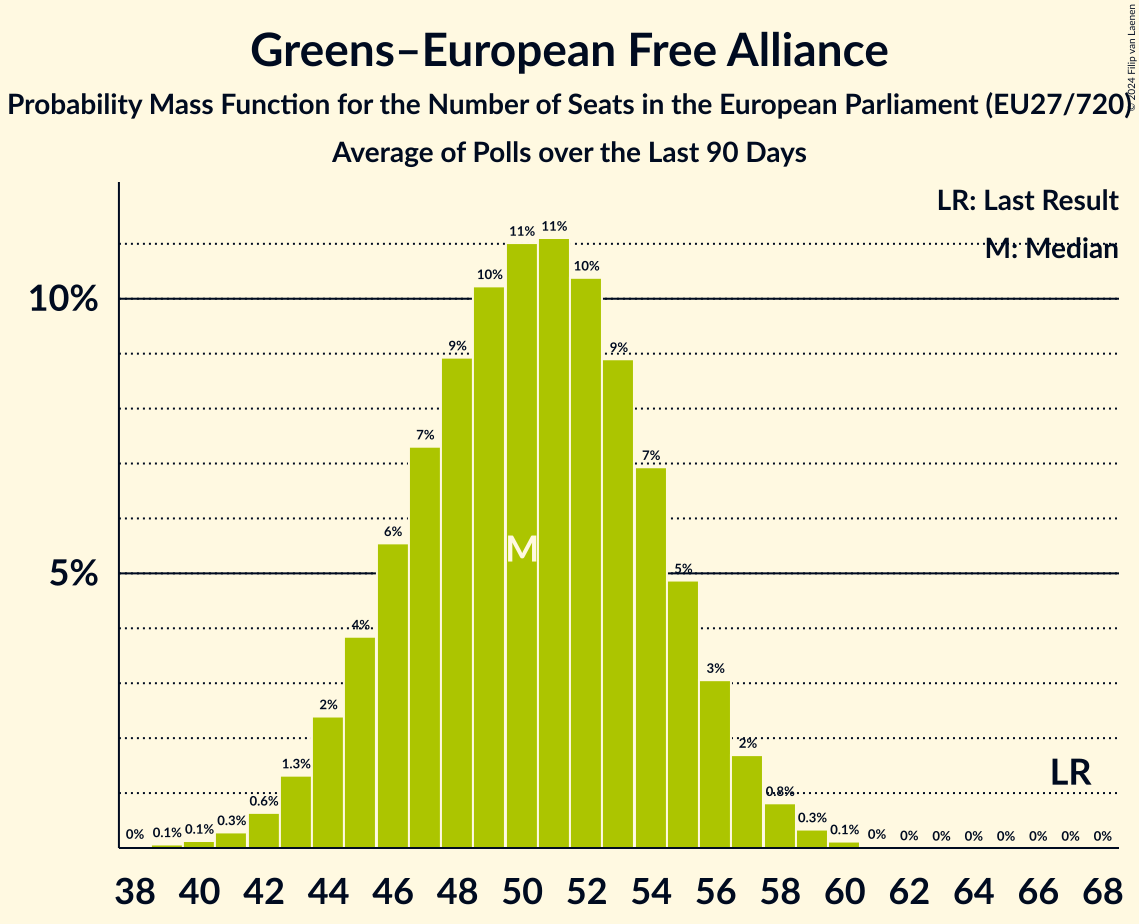 Greens–European Free Alliance
Probability Mass Function for the Number of Seats in the European Parliament (EU27/720)
Average of Polls over the Last 90 Days
© 2024 Filip van Laenen
LR: Last Result
M: Median
10%
5%
0% 0.1% 0.1% 0.3% 0.6% 1.3% 2% 4% 6% 7% 9% 10% 11% 11% 10% 9% 7% 5% 3% 2% 0.8% 0.3% 0.1% 0% 0% 0% 0% 0% 0% 0% 0%
M
LR
38 40 42 44 46 48 50 52 54 56 58 60 62 64 66 68